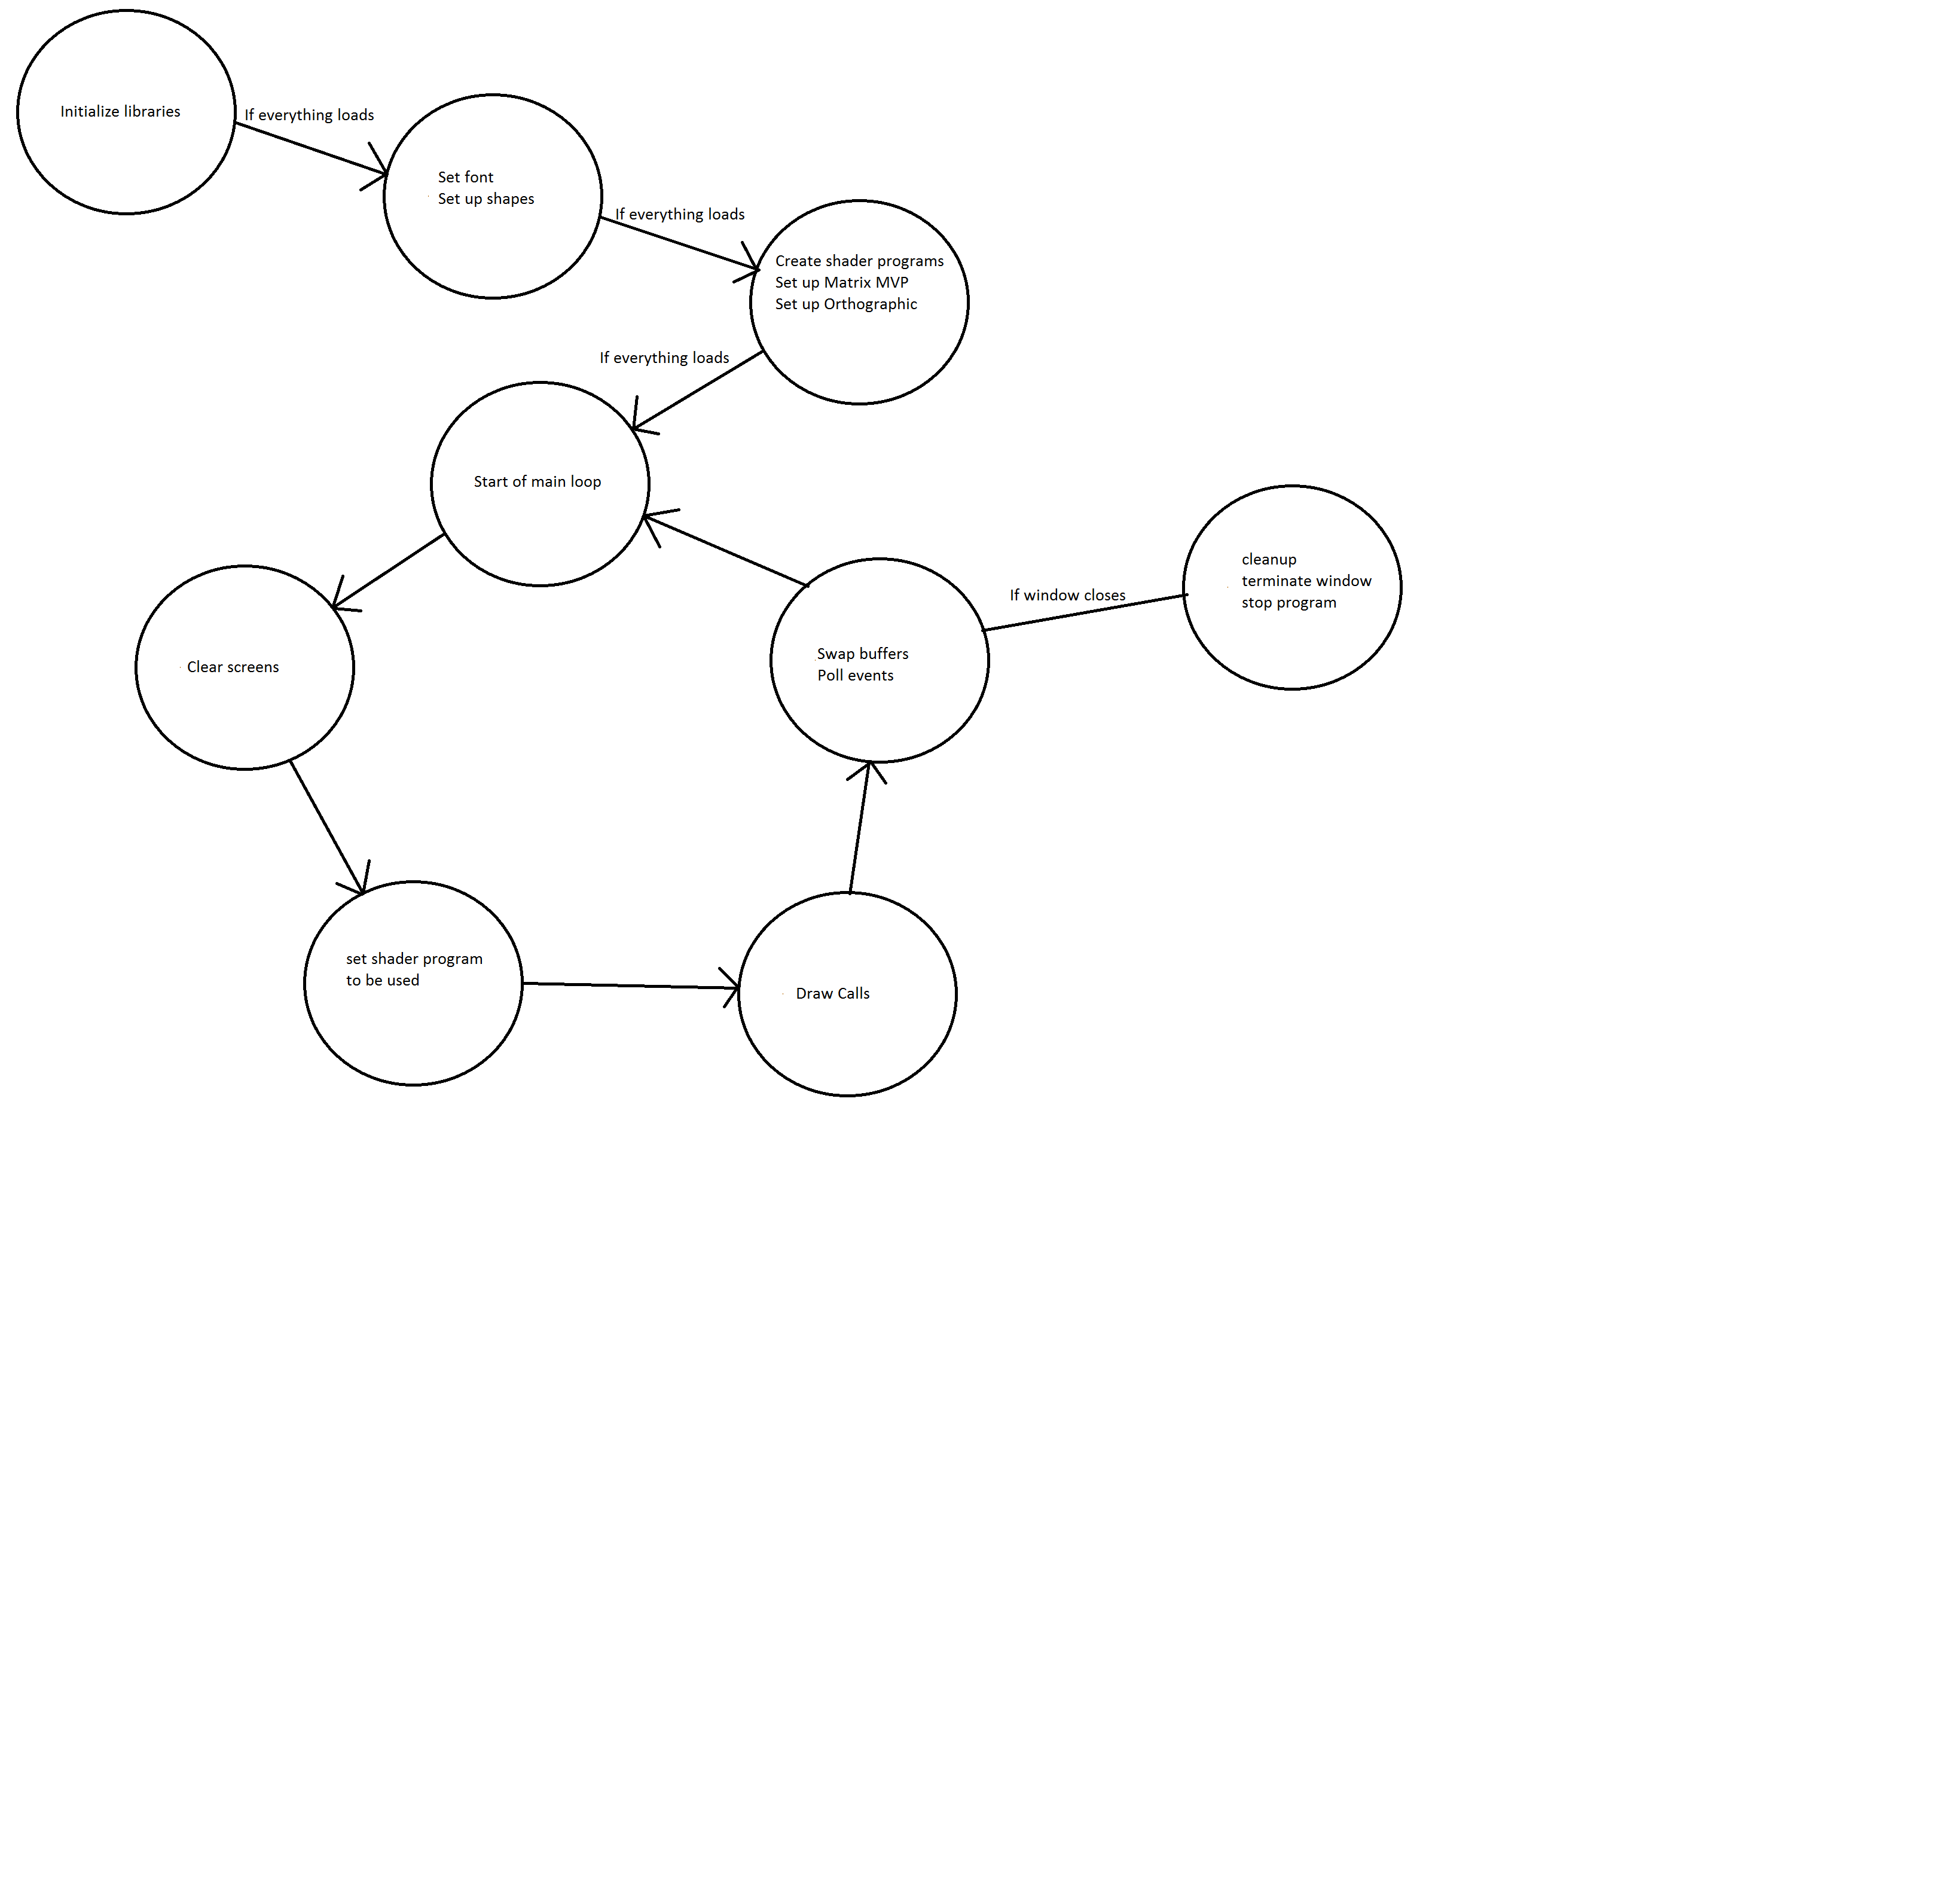 Initialize libraries
If everything loads
Set font
Set up shapes
If everything loads
Create shader programs
Set up Matrix MVP
Set up Orthographic
If everything loads
Start of main loop
Clear screens
set shader program
to be used
Draw Calls
Swap buffers
Poll events
If window closes
cleanup
terminate window
stop program